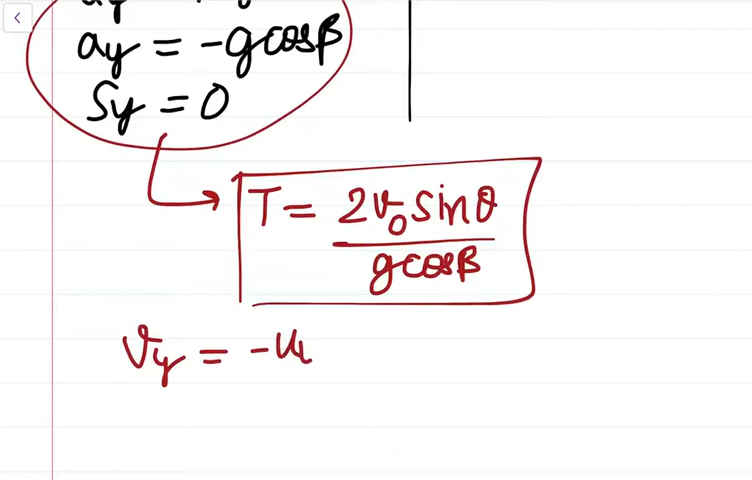 ay = -gcosβ
Sy = 0
T = 2v₀sinθ / gcosβ
vy = -u